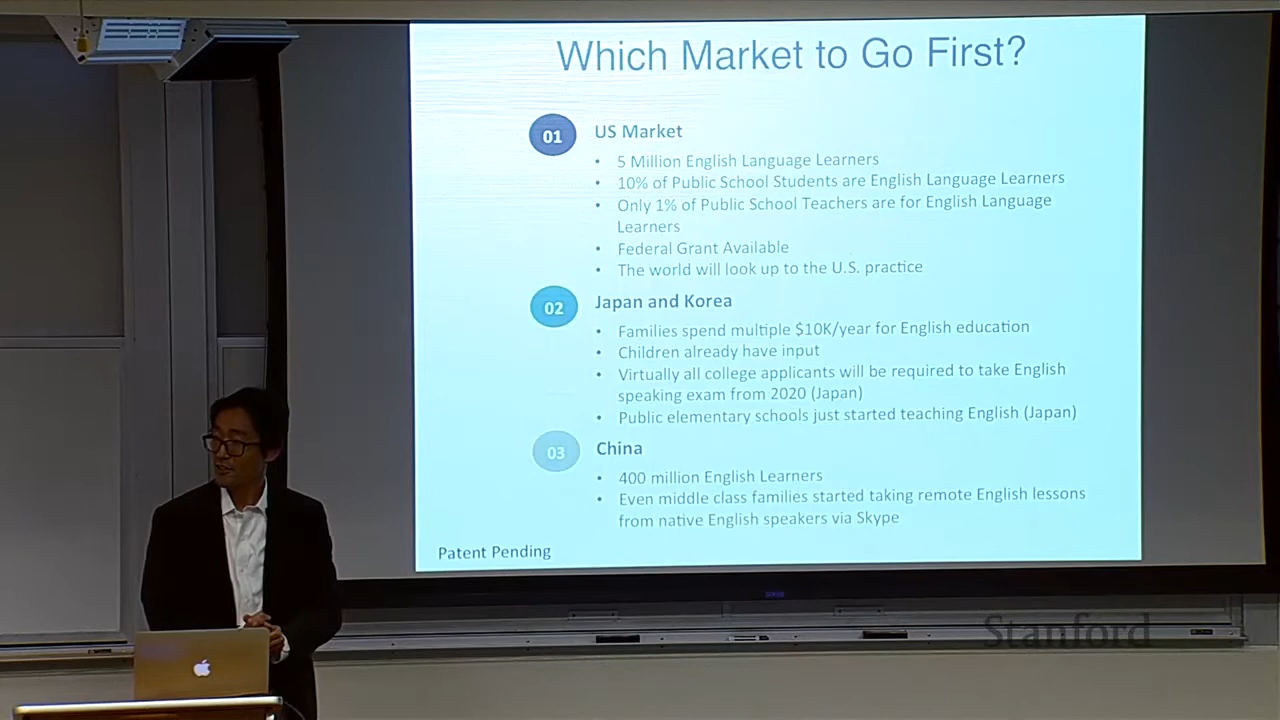 Which Market to Go First?
01 US Market
• 5 Million English Language Learners
• 10% of Public School Students are English Language Learners
• Only 1% of Public School Teachers are for English Language
Learners
• Federal Grant Available
• The world will look up to the U.S. practice
02 Japan and Korea
• Families spend multiple $10K/year for English education
• Children already have input
• Virtually all college applicants will be required to take English
speaking exam from 2020 (Japan)
• Public elementary schools just started teaching English (Japan)
03 China
• 400 million English Learners
• Even middle class families started taking remote English lessons
from native English speakers via Skype
Patent Pending
Stanford